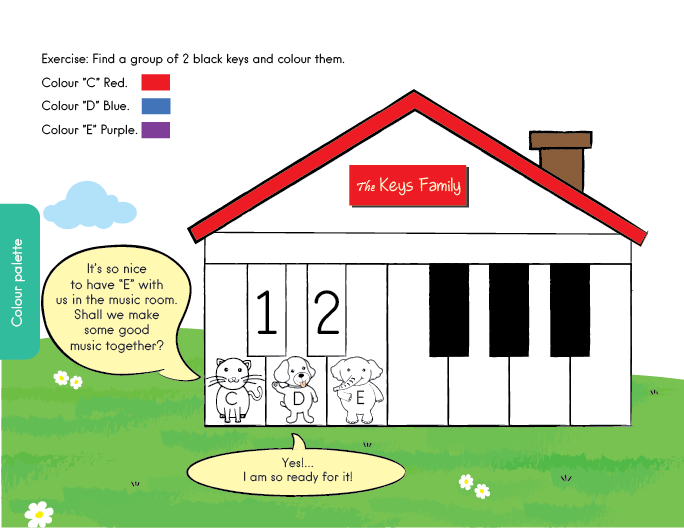 Exercise: Find a group of 2 black keys and colour them.
Colour "C" Red.
Colour "D" Blue.
Colour "E" Purple.
The Keys Family
Colour palette
It's so nice
to have "E" with
us in the music room.
Shall we make
some good
music together?
1 2
C D E
Yes!...
I am so ready for it!